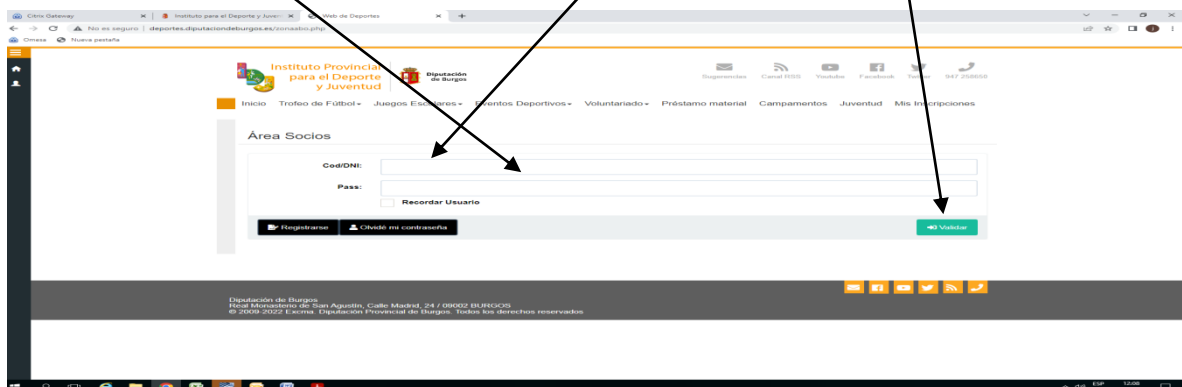 Citrix Gateway
Instituto para el Deporte y Juven
Web de Deportes
No es seguro | deportes.diputaciondeburgos.es/zonaabo.php
Omesa Nueva pestaña
Instituto Provincial
para el Deporte
y Juventud
Diputación
de Burgos
Sugerencias Canal RSS Youtube Facebook Twitter 947 258658
Inicio Trofeo de Fútbol Juegos Escolares Eventos Deportivos Voluntariado Préstamo material Campamentos Juventud Mis Inscripciones
Área Socios
Cod/DNI:
Pass:
Recordar Usuario
Registrarse Olvidé mi contraseña Validar
Diputación de Burgos
Real Monasterio de San Agustín, Calle Madrid, 24 / 09002 BURGOS
© 2009-2022 Excma. Diputación Provincial de Burgos. Todos los derechos reservados
ESP 12:08